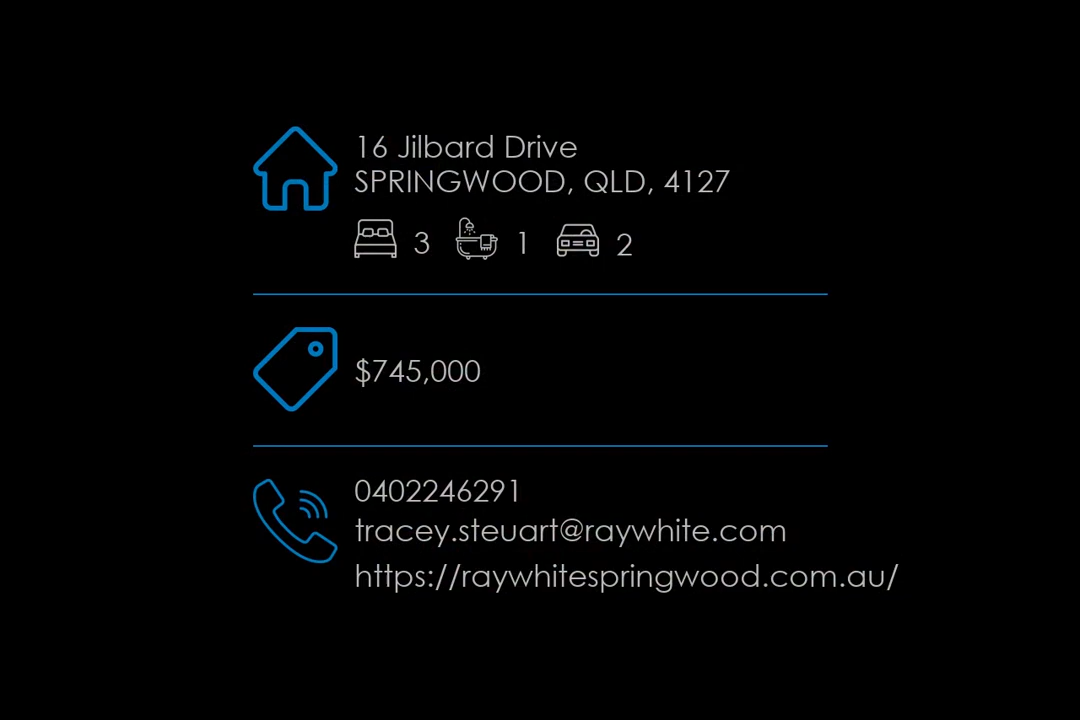 16 Jilbard Drive
SPRINGWOOD, QLD, 4127
3 1 2
$745,000
0402246291
tracey.steuart@raywhite.com
https://raywhitespringwood.com.au/